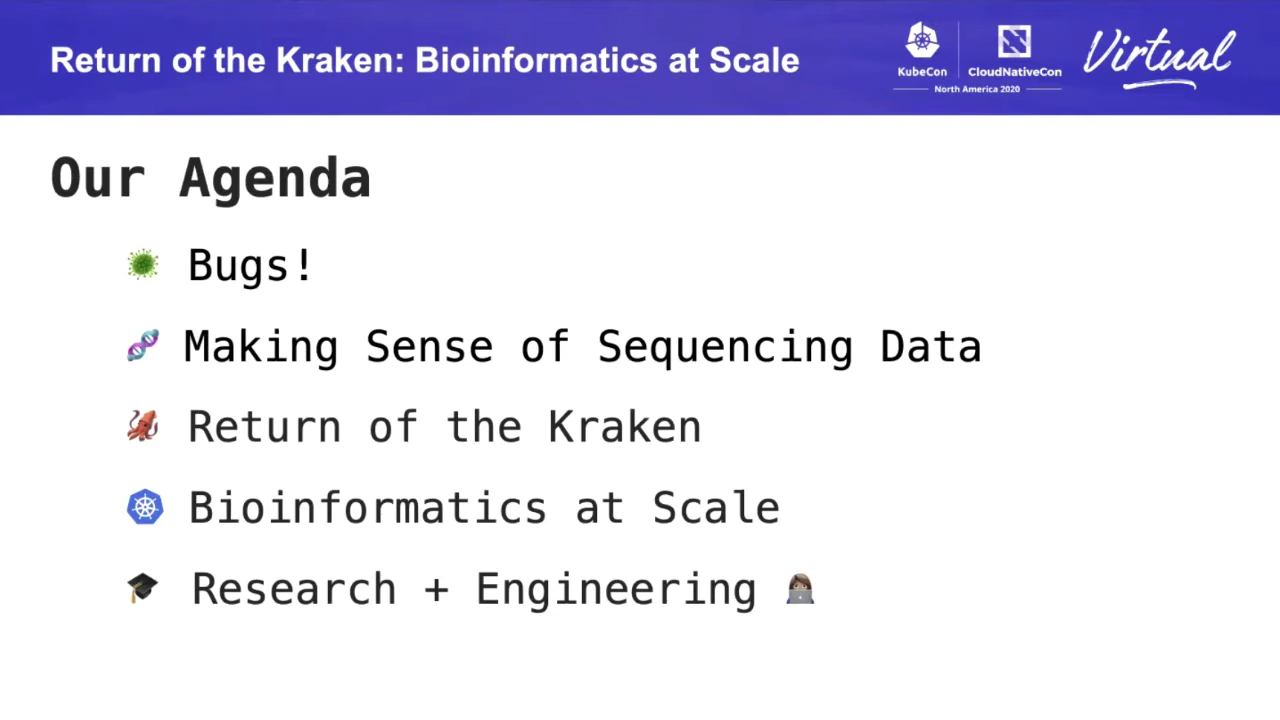 Return of the Kraken: Bioinformatics at Scale
KubeCon
CloudNativeCon
North America 2020
Virtual
Our Agenda
Bugs!
Making Sense of Sequencing Data
Return of the Kraken
Bioinformatics at Scale
Research + Engineering